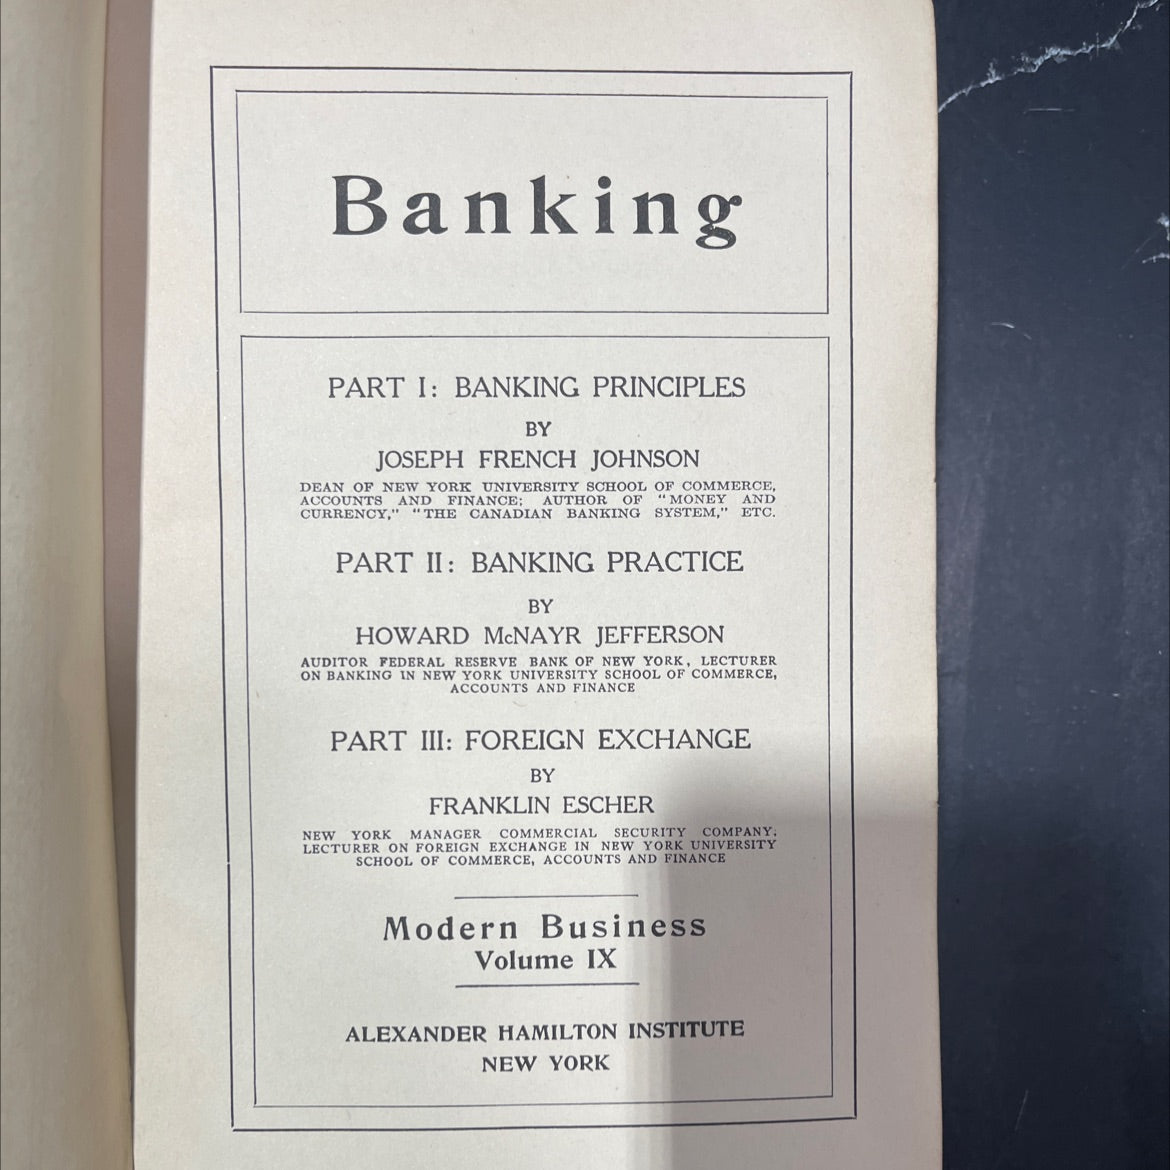 Banking
PART I: BANKING PRINCIPLES
BY
JOSEPH FRENCH JOHNSON
DEAN OF NEW YORK UNIVERSITY SCHOOL OF COMMERCE,
ACCOUNTS AND FINANCE; AUTHOR OF "MONEY AND
CURRENCY," "THE CANADIAN BANKING SYSTEM," ETC.
PART II: BANKING PRACTICE
BY
HOWARD McNAYR JEFFERSON
AUDITOR FEDERAL RESERVE BANK OF NEW YORK, LECTURER
ON BANKING IN NEW YORK UNIVERSITY SCHOOL OF COMMERCE,
ACCOUNTS AND FINANCE
PART III: FOREIGN EXCHANGE
BY
FRANKLIN ESCHER
NEW YORK MANAGER COMMERCIAL SECURITY COMPANY;
LECTURER ON FOREIGN EXCHANGE IN NEW YORK UNIVERSITY
SCHOOL OF COMMERCE, ACCOUNTS AND FINANCE
Modern Business
Volume IX
ALEXANDER HAMILTON INSTITUTE
NEW YORK